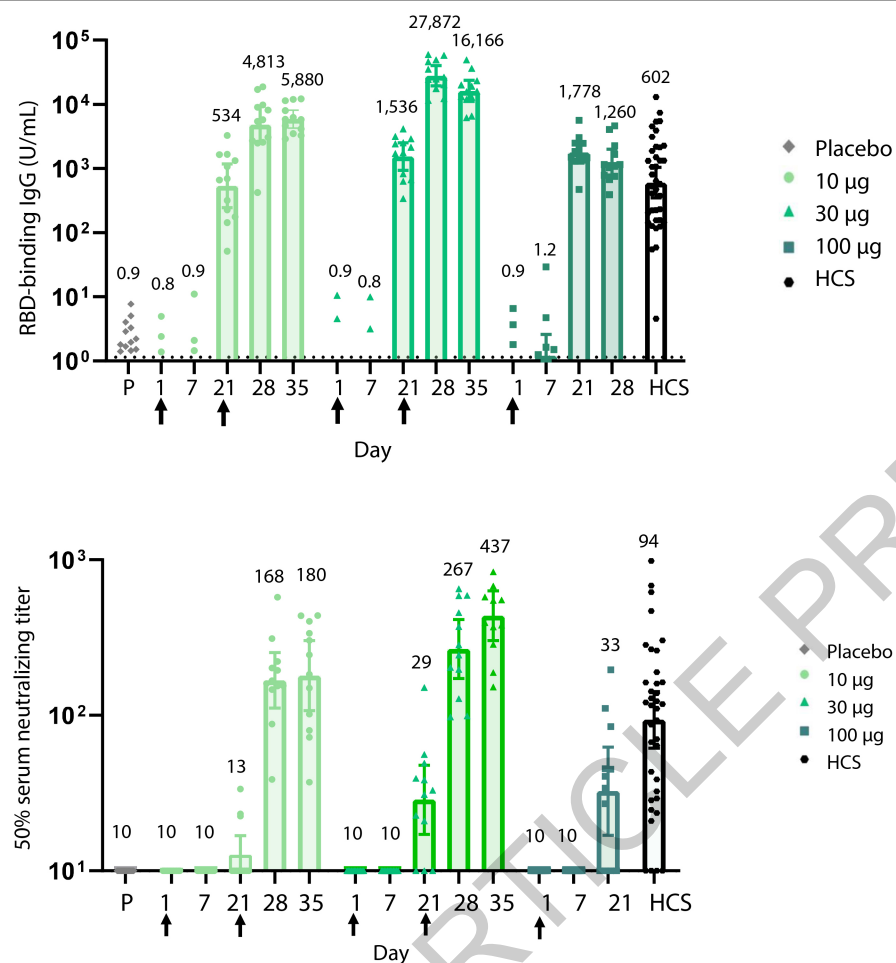 27,872
10⁵
16,166
4,813
5,880
602
1,536
1,778
1,260
534
10⁴
10³
10²
10¹
10⁰
RBD-binding IgG (U/mL)
0.9
0.8
0.9
0.9
0.8
0.9
1.2
P 1 7 21 28 35 1 7 21 28 35 1 7 21 28 HCS
Day
Placebo
10 µg
30 µg
100 µg
HCS
10³
10²
10¹
50% serum neutralizing titer
10
10
10
13
168
180
10
10
29
267
437
10
10
33
94
P 1 7 21 28 35 1 7 21 28 35 1 7 21 HCS
Day
Placebo
10 µg
30 µg
100 µg
HCS
RTICLE PR